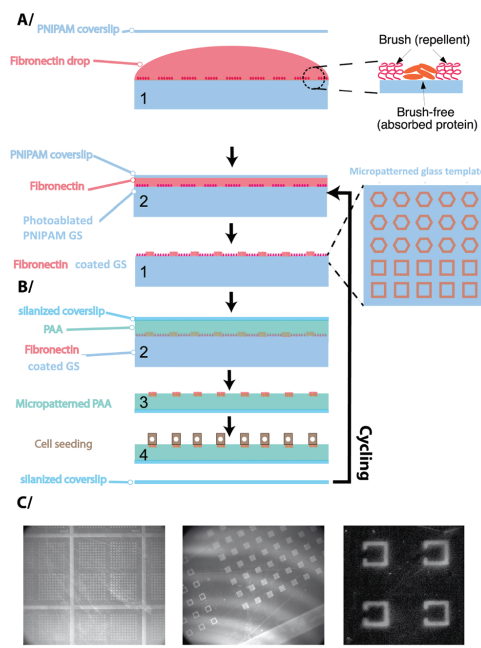 A/
PNIPAM coverslip
Fibronectin drop
1
Brush (repellent)
Brush-free
(absorbed protein)
PNIPAM coverslip
Fibronectin
Photoablated
PNIPAM GS
2
Micropatterned glass template
Fibronectin coated GS
1
B/
silanized coverslip
PAA
Fibronectin
coated GS
2
Micropatterned PAA
3
Cell seeding
4
silanized coverslip
Cycling
C/